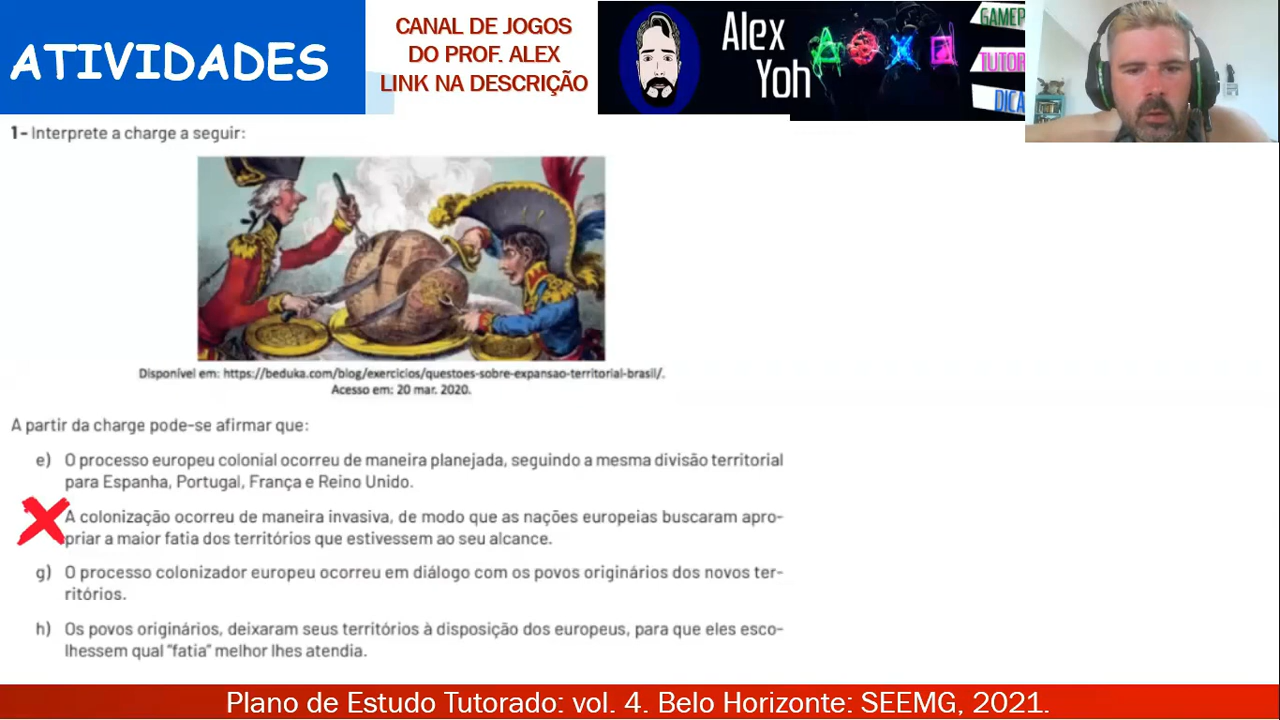 ATIVIDADES
CANAL DE JOGOS
DO PROF. ALEX
LINK NA DESCRIÇÃO
Alex
Yoh
GAMEP
TUTOR
DICA
1 - Interprete a charge a seguir:
Disponível em: https://beduka.com/blog/exercicios/questoes-sobre-expansao-territorial-brasil/.
Acesso em: 20 mar. 2020.
A partir da charge pode-se afirmar que:
e) O processo europeu colonial ocorreu de maneira planejada, seguindo a mesma divisão territorial
para Espanha, Portugal, França e Reino Unido.
A colonização ocorreu de maneira invasiva, de modo que as nações europeias buscaram apro-
priar a maior fatia dos territórios que estivessem ao seu alcance.
g) O processo colonizador europeu ocorreu em diálogo com os povos originários dos novos ter-
ritórios.
h) Os povos originários, deixaram seus territórios à disposição dos europeus, para que eles esco-
lhessem qual "fatia" melhor lhes atendia.
Plano de Estudo Tutorado: vol. 4. Belo Horizonte: SEEMG, 2021.